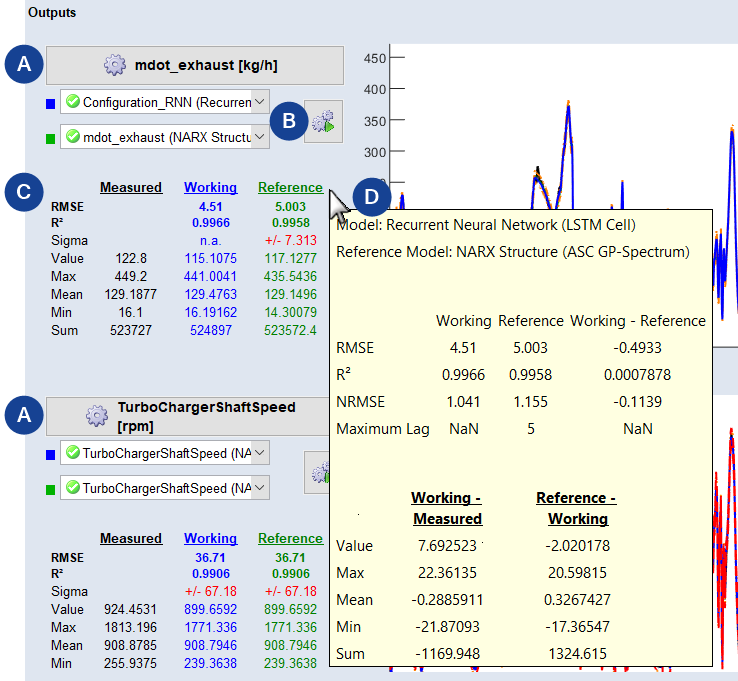 Outputs
A
mdot_exhaust [kg/h]
Configuration_RNN (Recurren
mdot_exhaust (NARX Structu
B
450
400
350
300
C
Measured Working Reference
D
RMSE 4.51 5.003
R² 0.9966 0.9958
Sigma n.a. +/- 7.313
Value 122.8 115.1075 117.1277
Max 449.2 441.0041 435.5436
Mean 129.1877 129.4763 129.1496
Min 16.1 16.19162 14.30079
Sum 523727 524897 523572.4
Model: Recurrent Neural Network (LSTM Cell)
Reference Model: NARX Structure (ASC GP-Spectrum)
Working Reference Working - Reference
RMSE 4.51 5.003 -0.4933
R² 0.9966 0.9958 0.0007878
NRMSE 1.041 1.155 -0.1139
Maximum Lag NaN 5 NaN
Working - Measured Reference - Working
Value 7.692523 -2.020178
Max 22.36135 20.59815
Mean -0.2885911 0.3267427
Min -21.87093 -17.36547
Sum -1169.948 1324.615
A
TurboChargerShaftSpeed
[rpm]
TurboChargerShaftSpeed (NA
TurboChargerShaftSpeed (NA
Measured Working Reference
RMSE 36.71 36.71
R² 0.9906 0.9906
Sigma +/- 67.18 +/- 67.18
Value 924.4531 899.6592 899.6592
Max 1813.196 1771.336 1771.336
Mean 908.8785 908.7946 908.7946
Min 255.9375 239.3638 239.3638